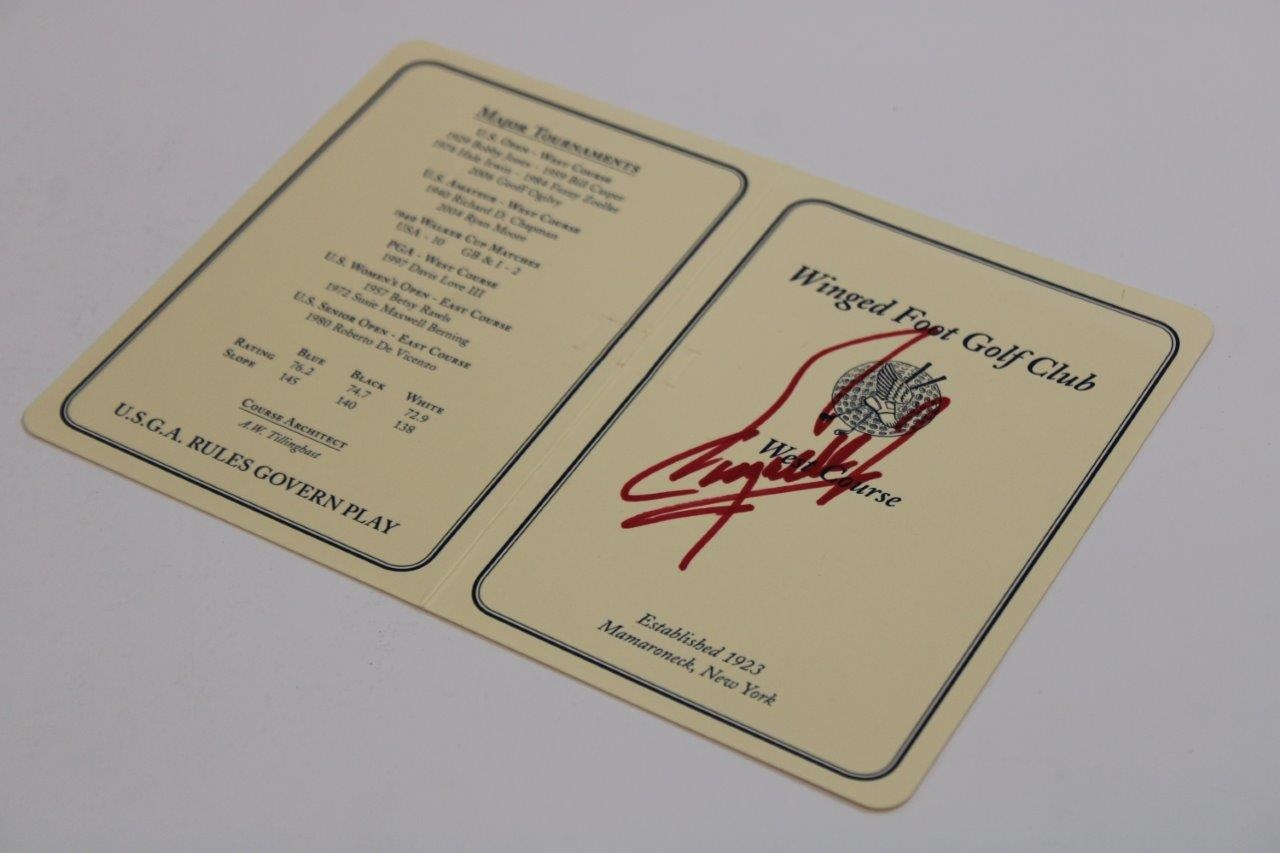 Major Tournaments
U.S. Open - West Course
1929 Bobby Jones - 1959 Bill Casper
1974 Hale Irwin - 1984 Fuzzy Zoeller
2006 Geoff Ogilvy
U.S. Amateur - West Course
1940 Richard D. Chapman
2004 Ryan Moore
1949 Walker Cup Matches
USA - 10 GB & I - 2
PGA - West Course
1997 Davis Love III
U.S. Women's Open - East Course
1957 Betsy Rawls
1972 Susie Maxwell Berning
U.S. Senior Open - East Course
1980 Roberto De Vicenzo
Blue Black White
Rating 76.2 74.7 72.9
Slope 145 140 138
Course Architect
A.W. Tillinghast
U.S.G.A. RULES GOVERN PLAY
Winged Foot Golf Club
West Course
Established 1923
Mamaroneck, New York